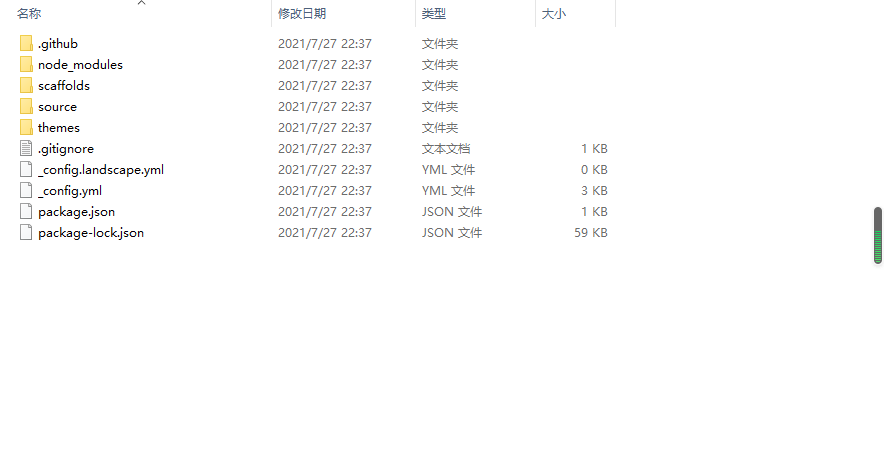 名称 修改日期 类型 大小
.github 2021/7/27 22:37 文件夹
node_modules 2021/7/27 22:37 文件夹
scaffolds 2021/7/27 22:37 文件夹
source 2021/7/27 22:37 文件夹
themes 2021/7/27 22:37 文件夹
.gitignore 2021/7/27 22:37 文本文档 1 KB
_config.landscape.yml 2021/7/27 22:37 YML 文件 0 KB
_config.yml 2021/7/27 22:37 YML 文件 3 KB
package.json 2021/7/27 22:37 JSON 文件 1 KB
package-lock.json 2021/7/27 22:37 JSON 文件 59 KB